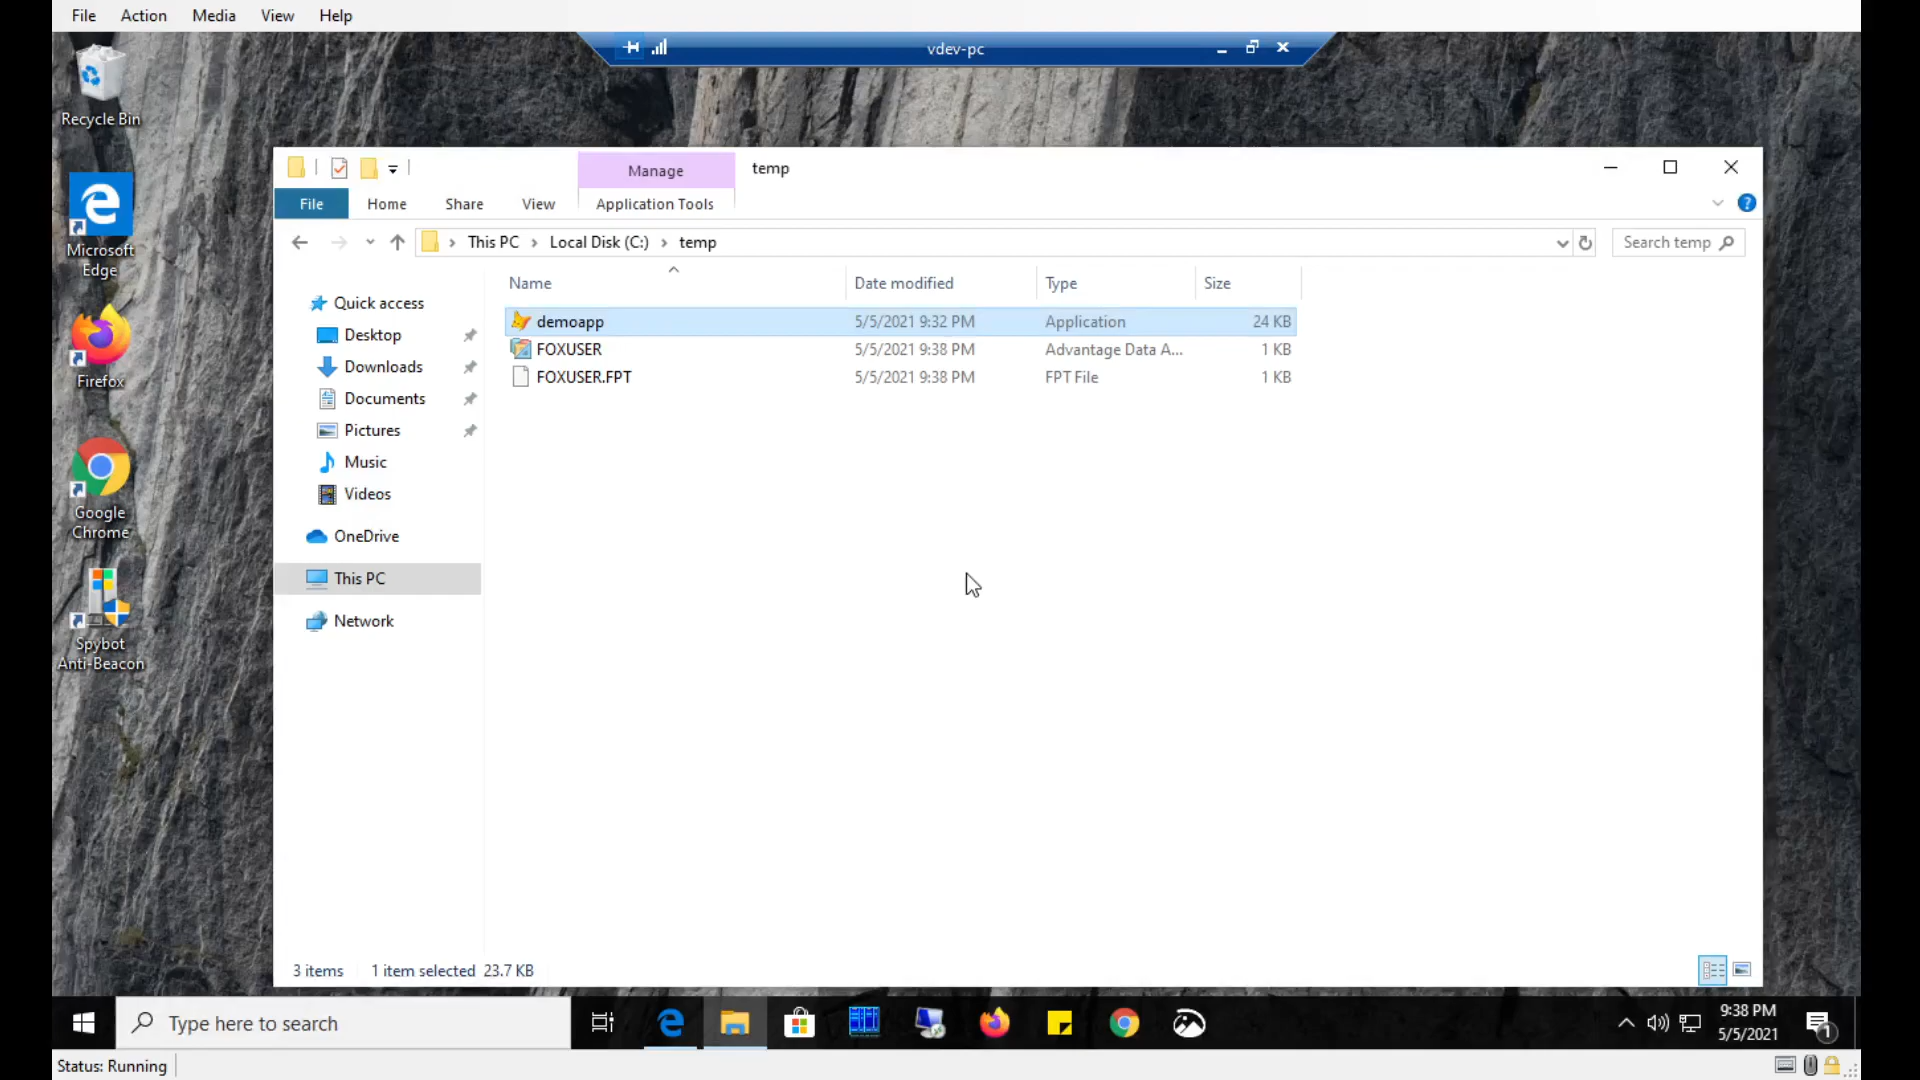 File Action Media View Help
vdev-pc
Recycle Bin
Microsoft
Edge
Firefox
Google
Chrome
Spybot
Anti-Beacon
Manage temp
File Home Share View Application Tools
This PC Local Disk (C:) temp
Search temp
Name Date modified Type Size
demoapp 5/5/2021 9:32 PM Application 24 KB
FOXUSER 5/5/2021 9:38 PM Advantage Data A... 1 KB
FOXUSER.FPT 5/5/2021 9:38 PM FPT File 1 KB
Quick access
Desktop
Downloads
Documents
Pictures
Music
Videos
OneDrive
This PC
Network
3 items 1 item selected 23.7 KB
Type here to search
9:38 PM
5/5/2021
1
Status: Running